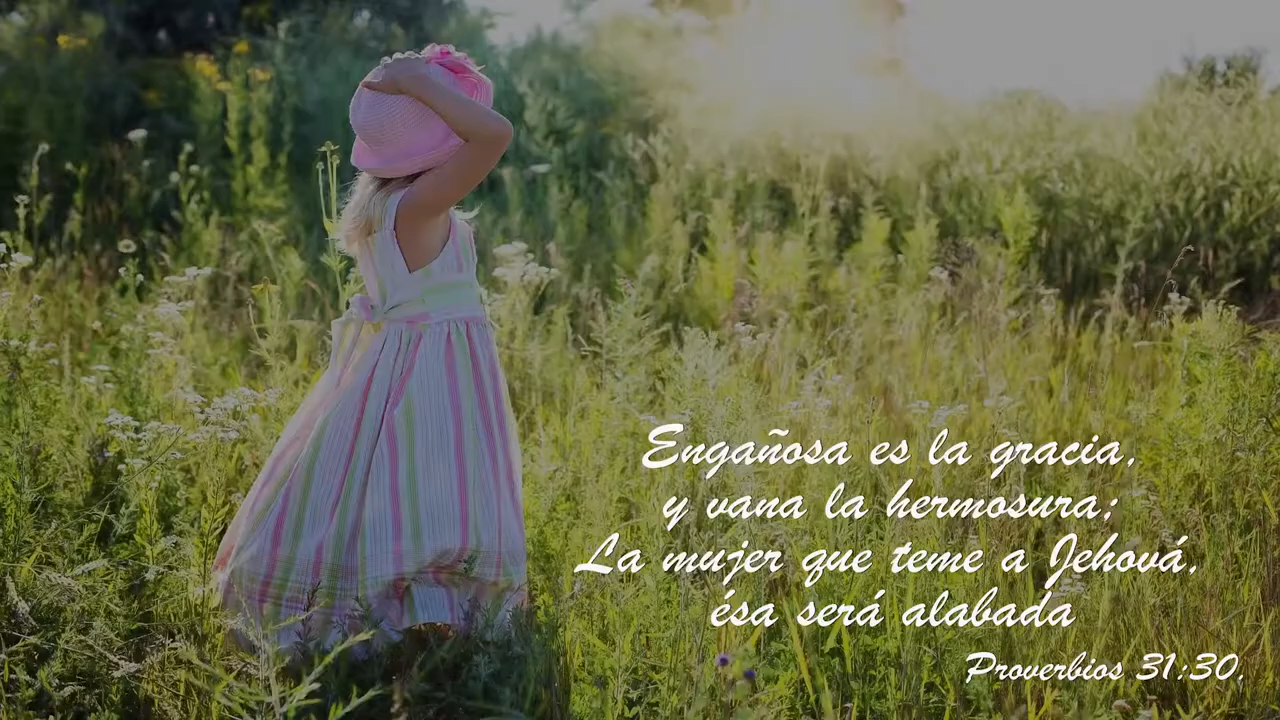 Engañosa es la gracia,
y vana la hermosura;
La mujer que teme a Jehová,
ésa será alabada
Proverbios 31:30.